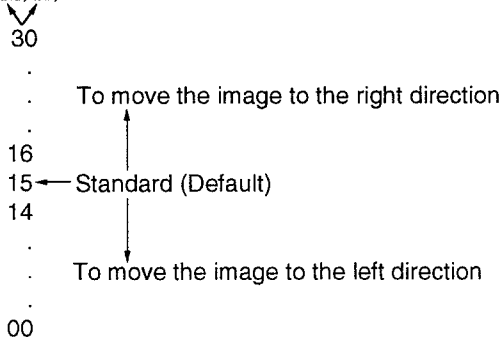 30
.
. To move the image to the right direction
.
16
15 Standard (Default)
14
.
. To move the image to the left direction
.
00